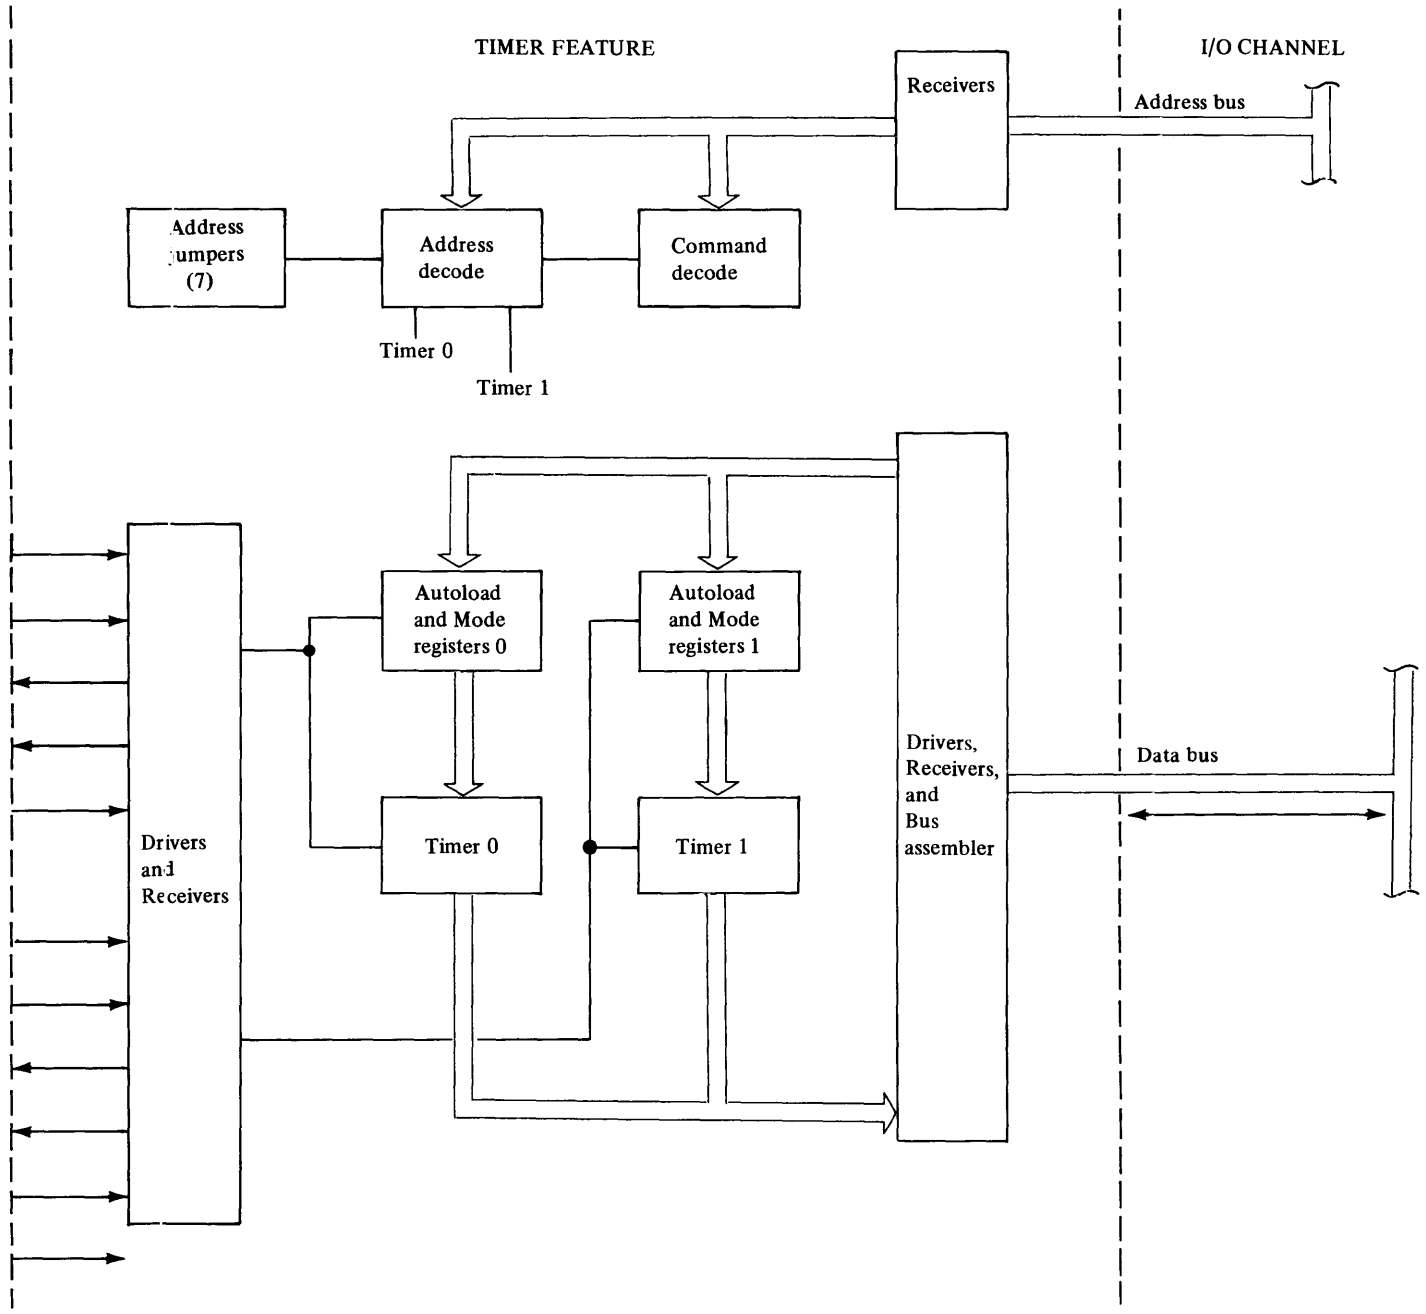 TIMER FEATURE
I/O CHANNEL
Receivers
Address bus
Address
jumpers
(7)
Address
decode
Command
decode
Timer 0
Timer 1
Autoload
and Mode
registers 0
Autoload
and Mode
registers 1
Drivers,
Receivers,
and
Bus
assembler
Data bus
Drivers
and
Receivers
Timer 0
Timer 1